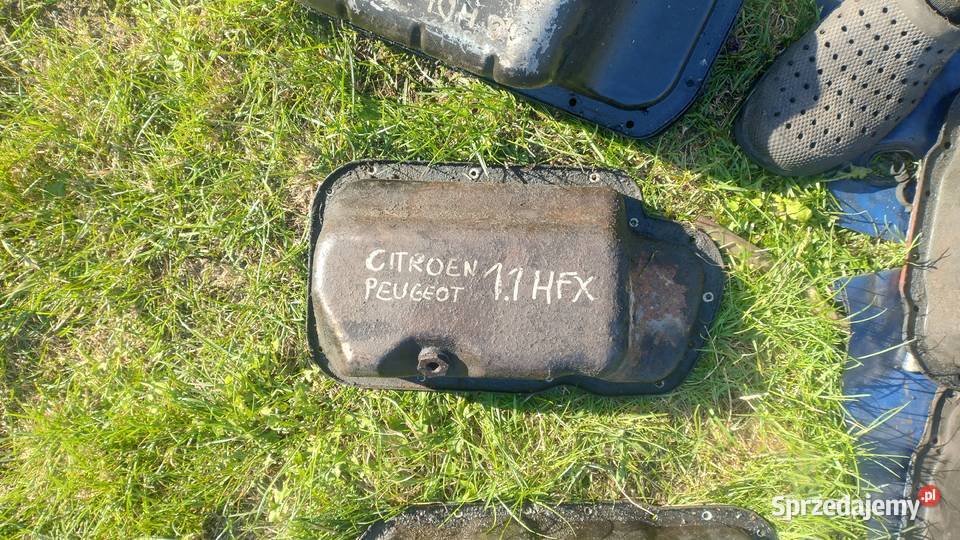 CITROEN 1.1 HFX
PEUGEOT
Sprzedajemy.pl